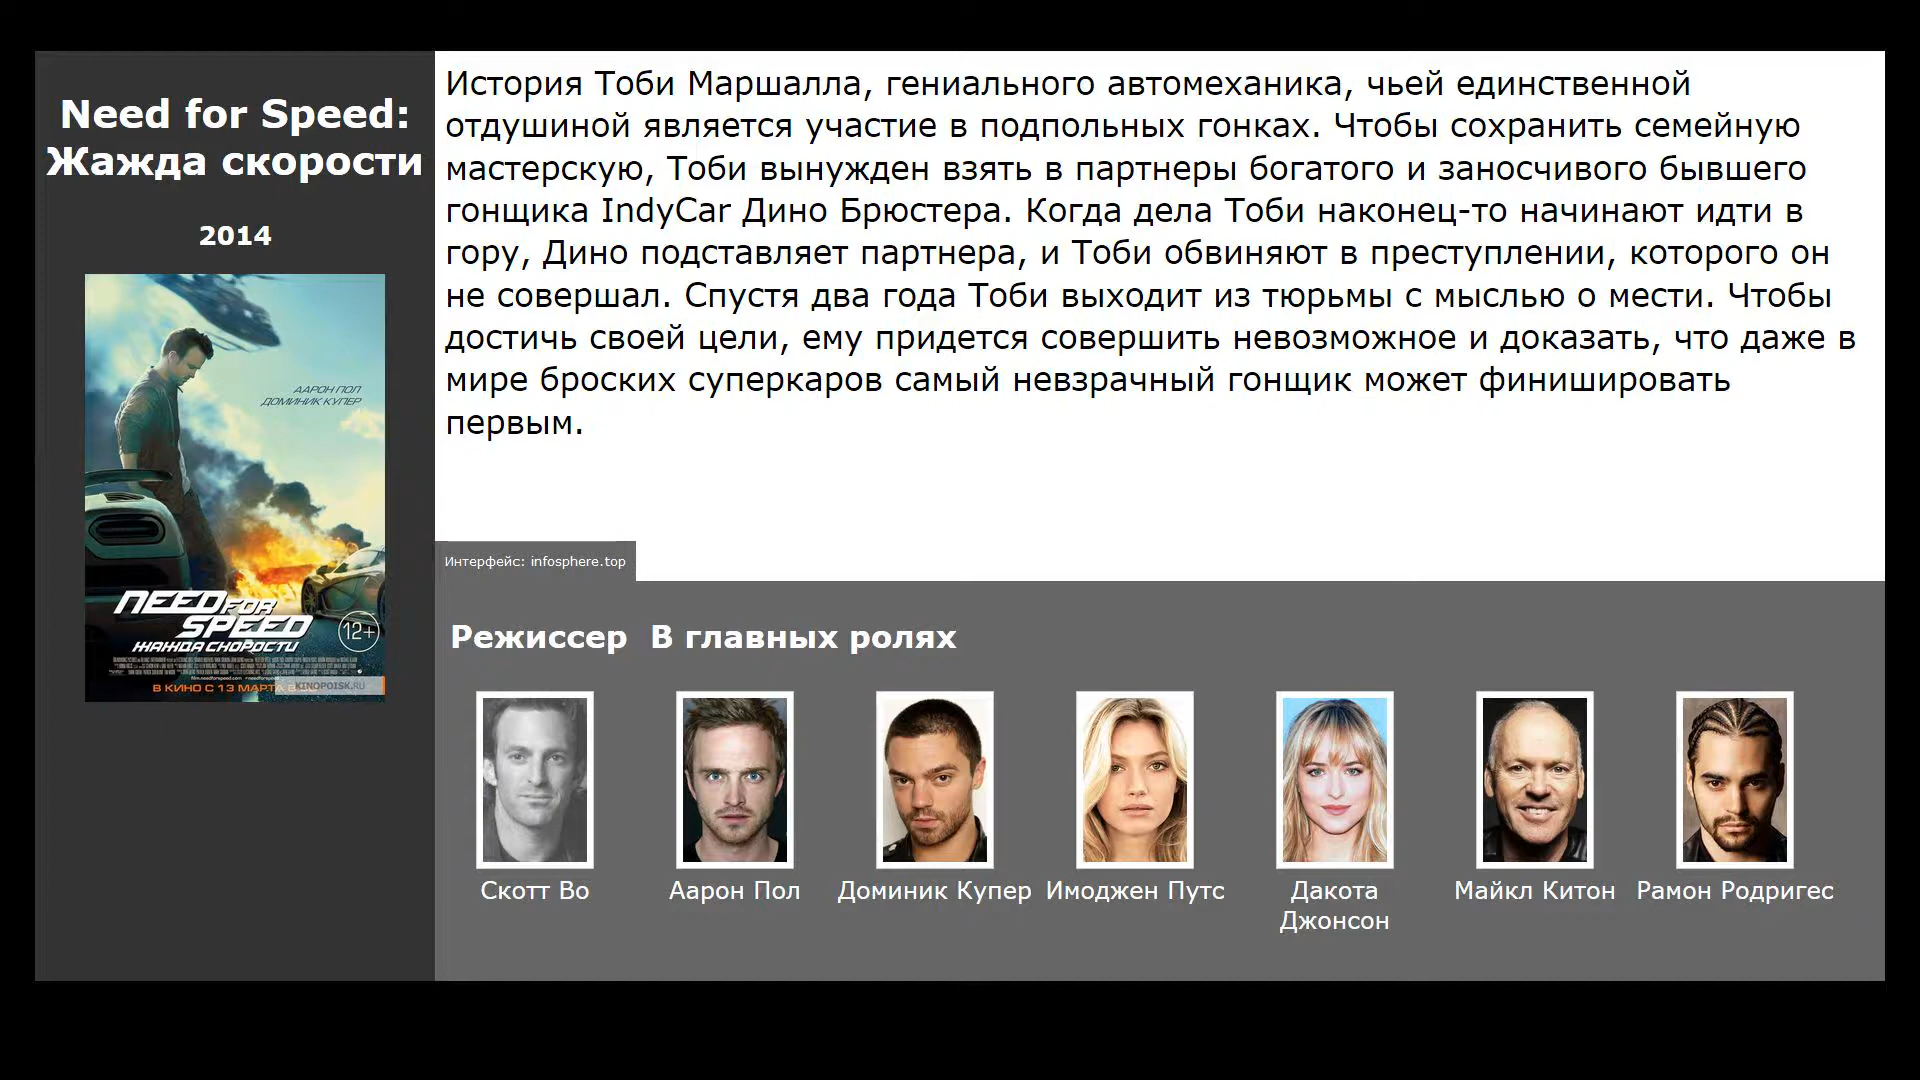 Need for Speed:
Жажда скорости
2014
ААРОН ПОЛ
ДОМИНИК КУПЕР
NEED FOR
SPEED
ЖАЖДА СКОРОСТИ
12+
В КИНО С 13 МАРТА
KINOPOISK.RU
История Тоби Маршалла, гениального автомеханика, чьей единственной
отдушиной является участие в подпольных гонках. Чтобы сохранить семейную
мастерскую, Тоби вынужден взять в партнеры богатого и заносчивого бывшего
гонщика IndyCar Дино Брюстера. Когда дела Тоби наконец-то начинают идти в
гору, Дино подставляет партнера, и Тоби обвиняют в преступлении, которого он
не совершал. Спустя два года Тоби выходит из тюрьмы с мыслью о мести. Чтобы
достичь своей цели, ему придется совершить невозможное и доказать, что даже в
мире броских суперкаров самый невзрачный гонщик может финишировать
первым.
Интерфейс: infosphere.top
Режиссер В главных ролях
Скотт Во
Аарон Пол
Доминик Купер
Имоджен Путс
Дакота
Джонсон
Майкл Китон
Рамон Родригес